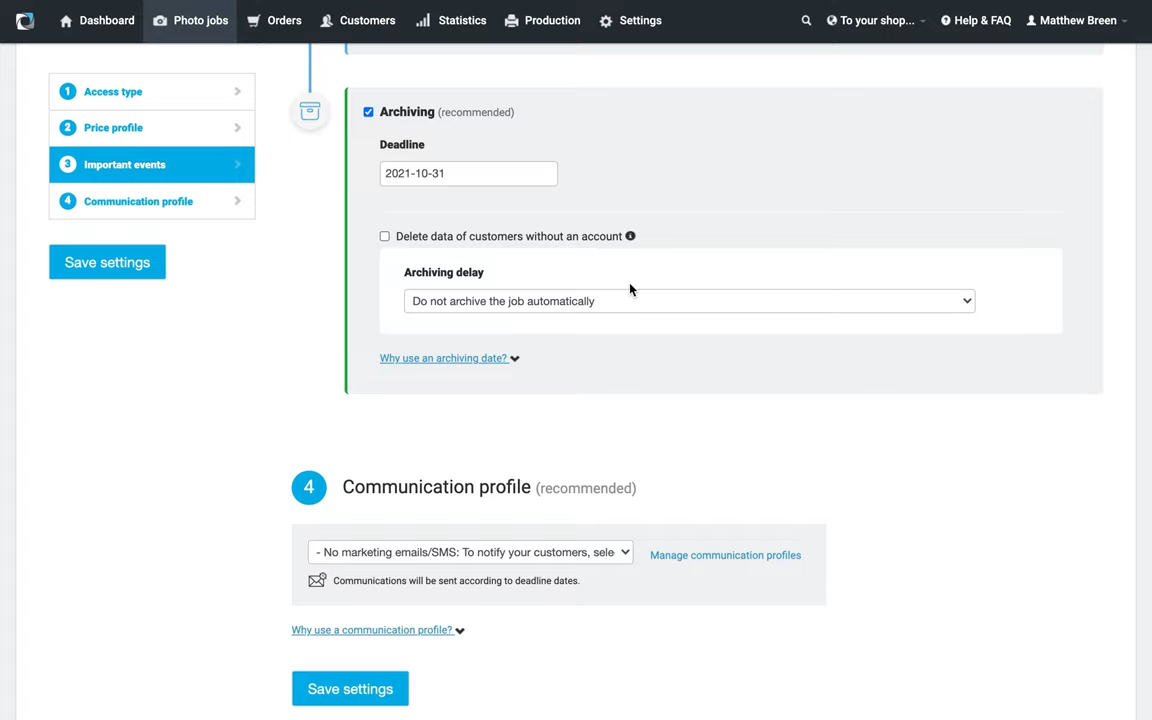 Dashboard Photo jobs Orders Customers Statistics Production Settings To your shop... Help & FAQ Matthew Breen
1 Access type
2 Price profile
3 Important events
4 Communication profile
Save settings
Archiving (recommended)
Deadline
2021-10-31
Delete data of customers without an account
Archiving delay
Do not archive the job automatically
Why use an archiving date?
4 Communication profile (recommended)
- No marketing emails/SMS: To notify your customers, sele
Manage communication profiles
Communications will be sent according to deadline dates.
Why use a communication profile?
Save settings